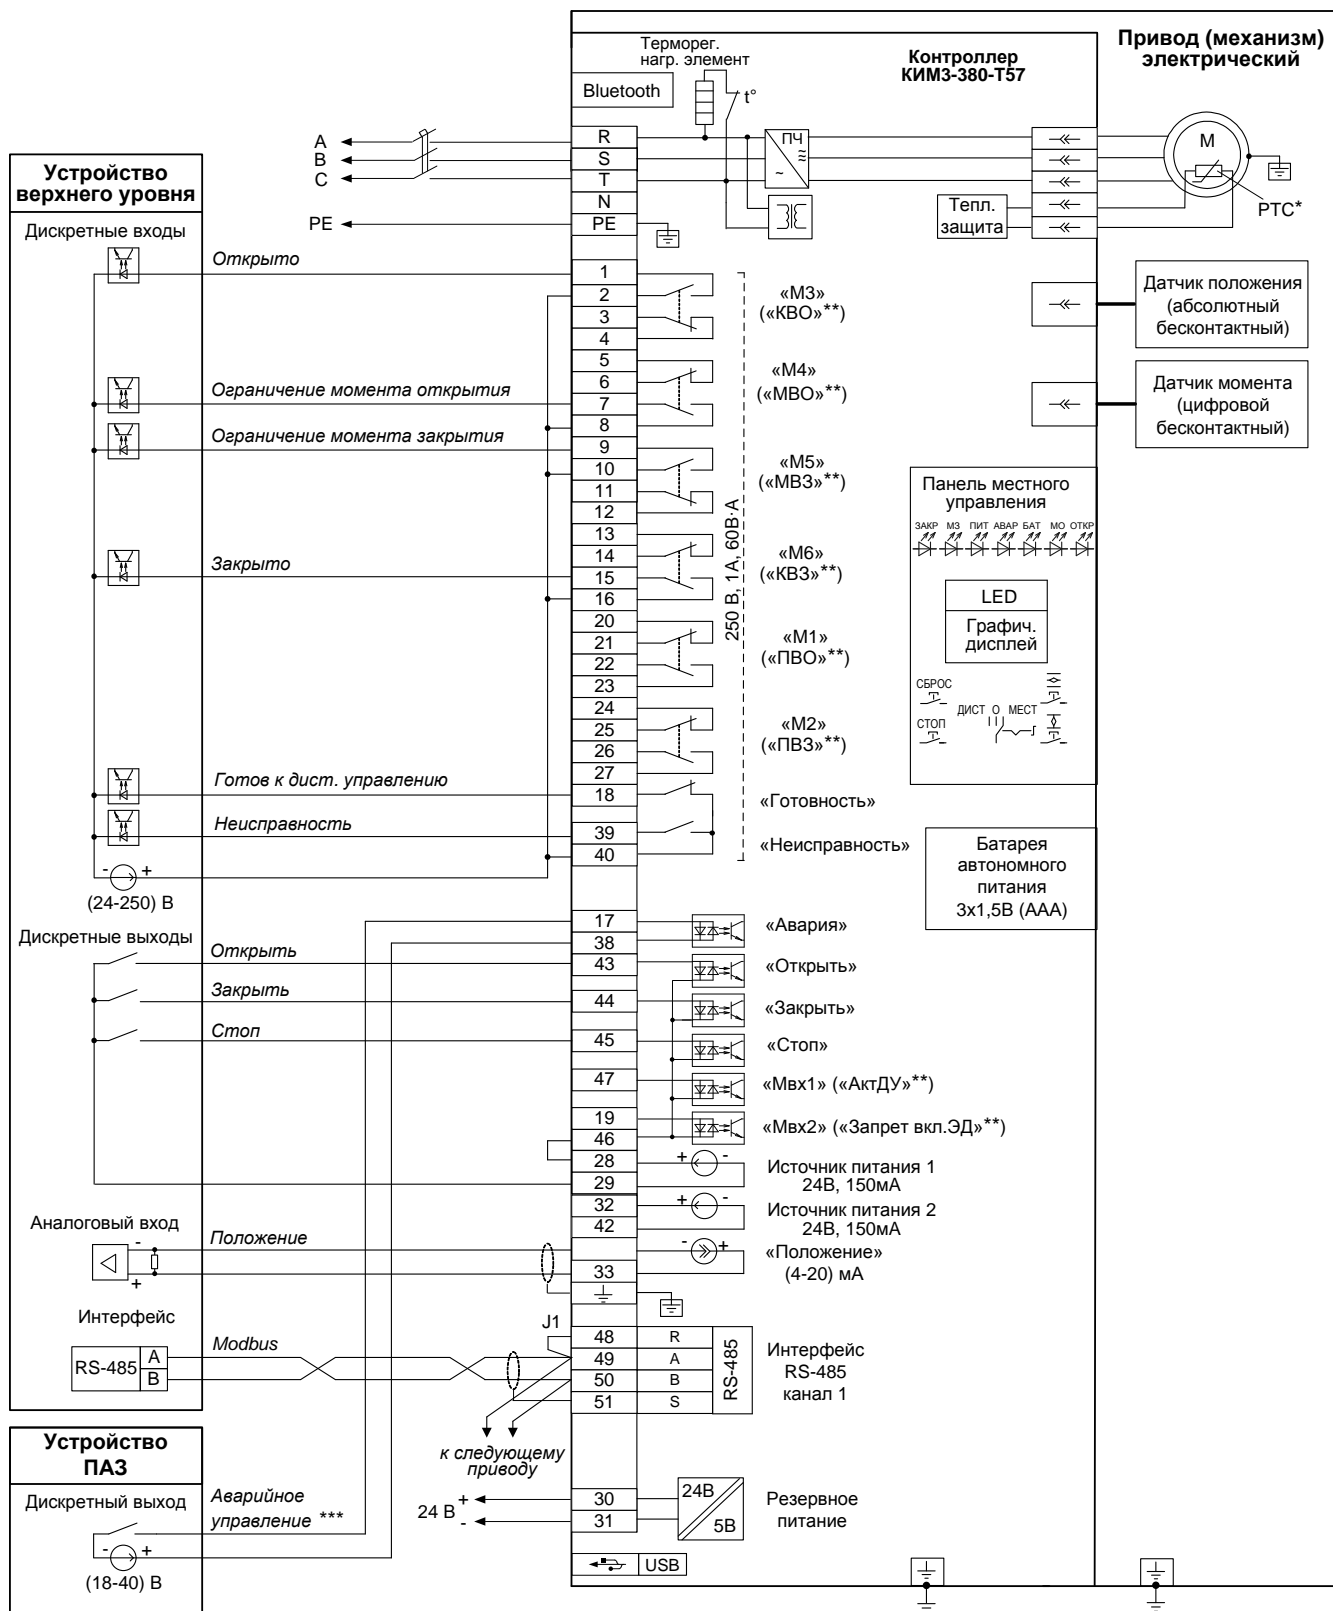 Привод (механизм)
электрический
Контроллер
КИМ3-380-Т57
Терморег.
нагр. элемент
Bluetooth
t°
A
B
C
PE
R
S
T
N
PE
ПЧ
≈
~
M
PTC*
Тепл.
защита
Устройство
верхнего уровня
Дискретные входы
Открыто
Ограничение момента открытия
Ограничение момента закрытия
Закрыто
Готов к дист. управлению
Неисправность
- +
(24-250) В
1
2
3
4
5
6
7
8
9
10
11
12
13
14
15
16
20
21
22
23
24
25
26
27
18
39
40
«М3»
(«КВО»**)
«М4»
(«МВО»**)
«М5»
(«МВЗ»**)
«М6»
(«КВЗ»**)
«М1»
(«ПВО»**)
«М2»
(«ПВЗ»**)
«Готовность»
«Неисправность»
250 В, 1А, 60В·А
Датчик положения
(абсолютный
бесконтактный)
Датчик момента
(цифровой
бесконтактный)
Панель местного
управления
ЗАКР МЗ ПИТ АВАР БАТ МО ОТКР
LED
Графич.
дисплей
СБРОС
СТОП
ДИСТ О МЕСТ
Батарея
автономного
питания
3х1,5В (ААА)
Дискретные выходы
Открыть
Закрыть
Стоп
17
38
43
44
45
47
19
46
28
29
32
42
33
«Авария»
«Открыть»
«Закрыть»
«Стоп»
«Мвх1» («АктДУ»**)
«Мвх2» («Запрет вкл.ЭД»**)
+ -
Источник питания 1
24В, 150мА
+ -
Источник питания 2
24В, 150мА
- +
«Положение»
(4-20) мА
Аналоговый вход
-
+
Положение
Интерфейс
RS-485
A
B
Modbus
J1
48
49
50
51
R
A
B
S
RS-485
Интерфейс
RS-485
канал 1
к следующему
приводу
Устройство
ПАЗ
Дискретный выход
Аварийное
управление ***
- +
(18-40) В
24 В
+
-
30
31
24В
5В
Резервное
питание
USB